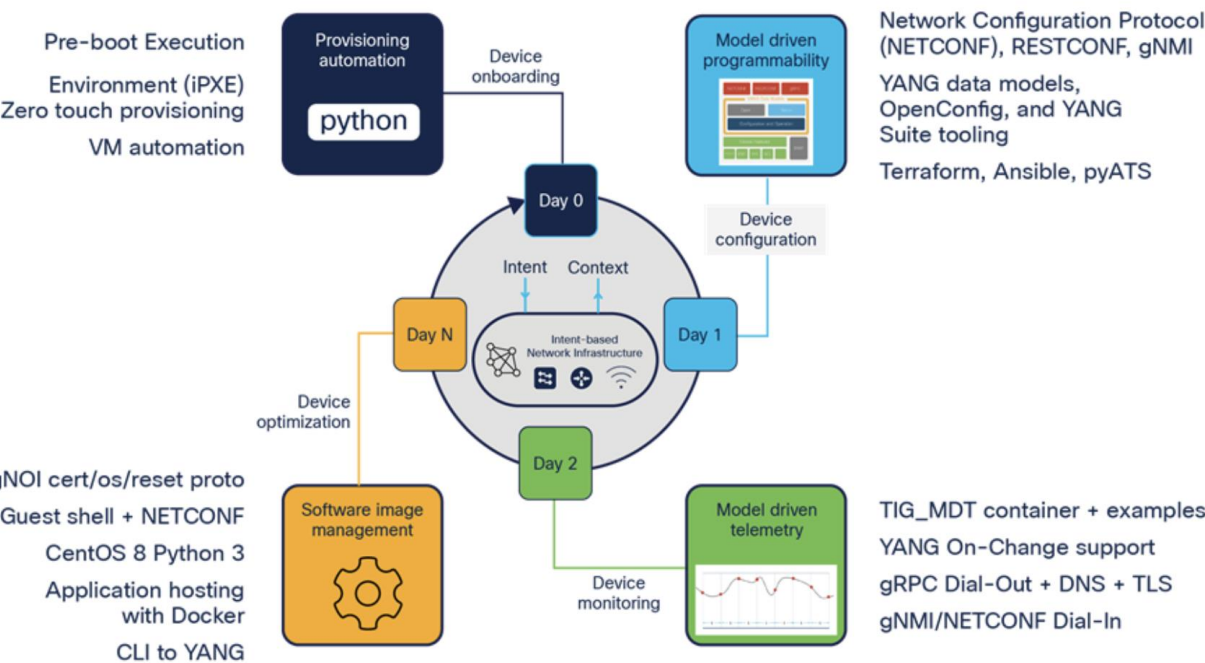 Pre-boot Execution
Environment (iPXE)
Zero touch provisioning
VM automation
Provisioning
automation
python
Device
onboarding
Model driven
programmability
Network Configuration Protocol
(NETCONF), RESTCONF, gNMI
YANG data models,
OpenConfig, and YANG
Suite tooling
Terraform, Ansible, pyATS
Day 0
Device
configuration
Intent
Context
Day N
Intent-based
Network Infrastructure
Day 1
Device
optimization
Day 2
gNOI cert/os/reset proto
Guest shell + NETCONF
CentOS 8 Python 3
Application hosting
with Docker
CLI to YANG
Software image
management
Device
monitoring
Model driven
telemetry
TIG_MDT container + examples
YANG On-Change support
gRPC Dial-Out + DNS + TLS
gNMI/NETCONF Dial-In